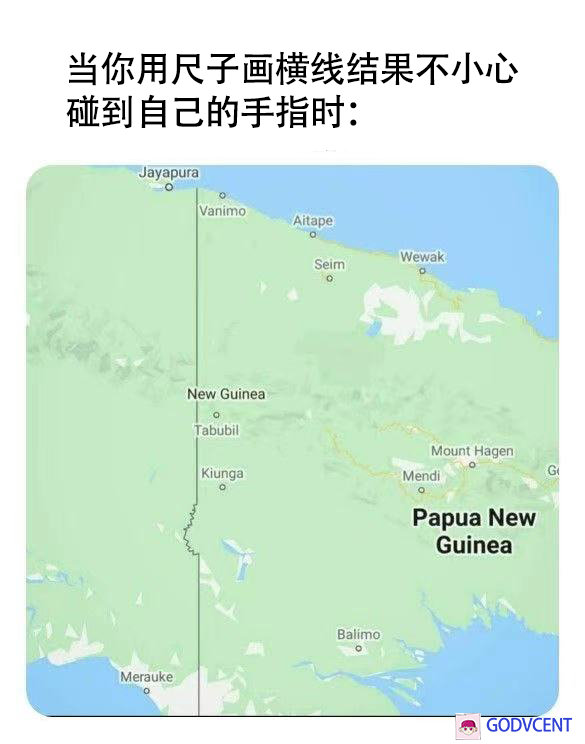 当你用尺子画横线结果不小心
碰到自己的手指时：
Jayapura
Vanimo
Aitape
Wewak
Seim
New Guinea
Tabubil
Mount Hagen
Kiunga
Mendi
Go
Papua New
Guinea
Balimo
Merauke
GODVCENT